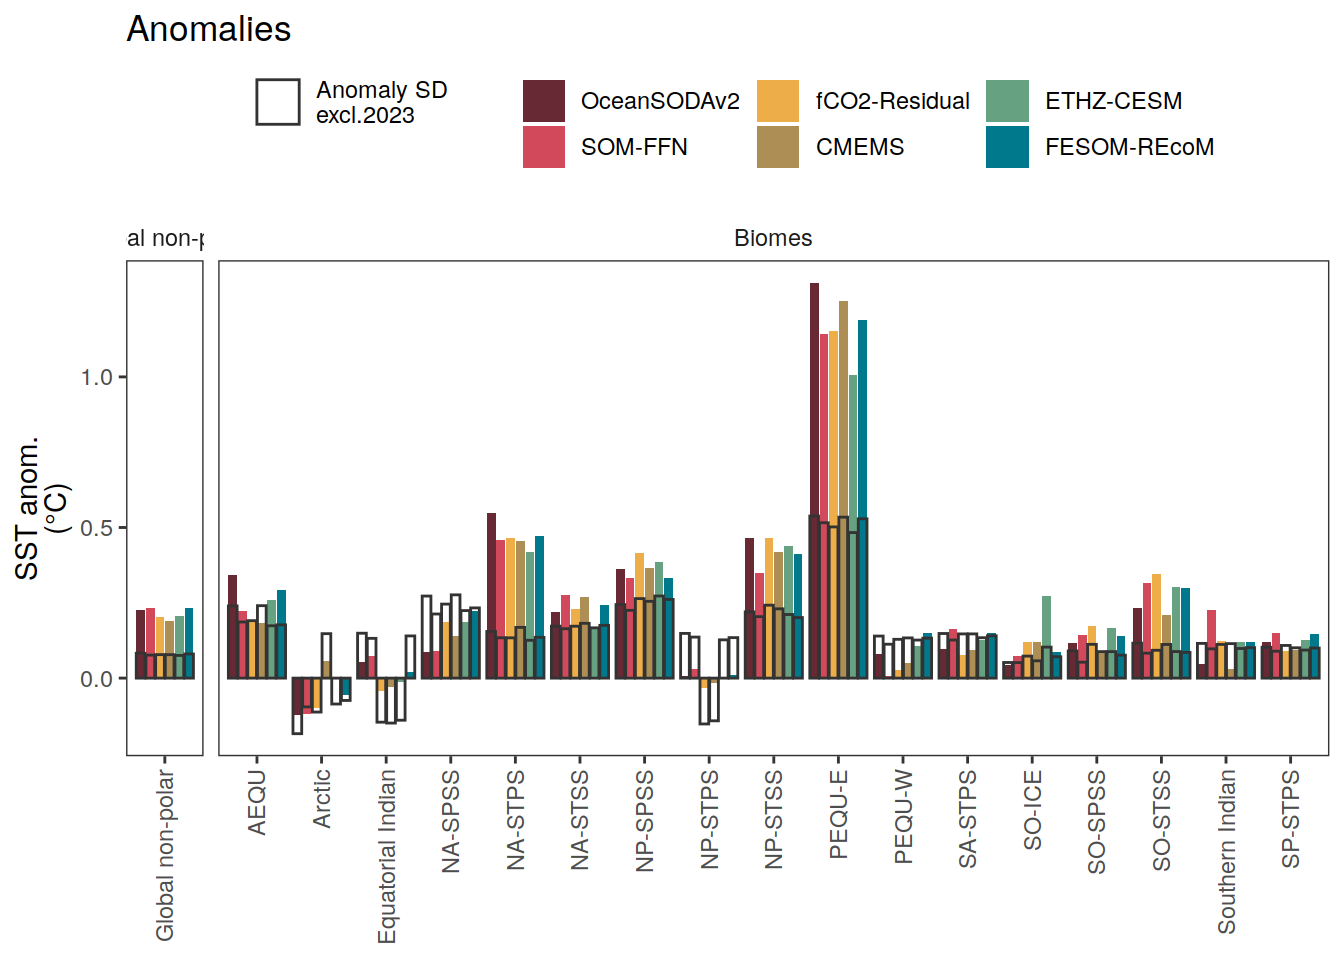 Anomalies
Anomaly SD
excl.2023
OceanSODAv2
SOM-FFN
fCO2-Residual
CMEMS
ETHZ-CESM
FESOM-REcoM
al non-p
Biomes
SST anom.
(°C)
1.0
0.5
0.0
Global non-polar
AEQU
Arctic
Equatorial Indian
NA-SPSS
NA-STPS
NA-STSS
NP-SPSS
NP-STPS
NP-STSS
PEQU-E
PEQU-W
SA-STPS
SO-ICE
SO-SPSS
SO-STSS
Southern Indian
SP-STPS